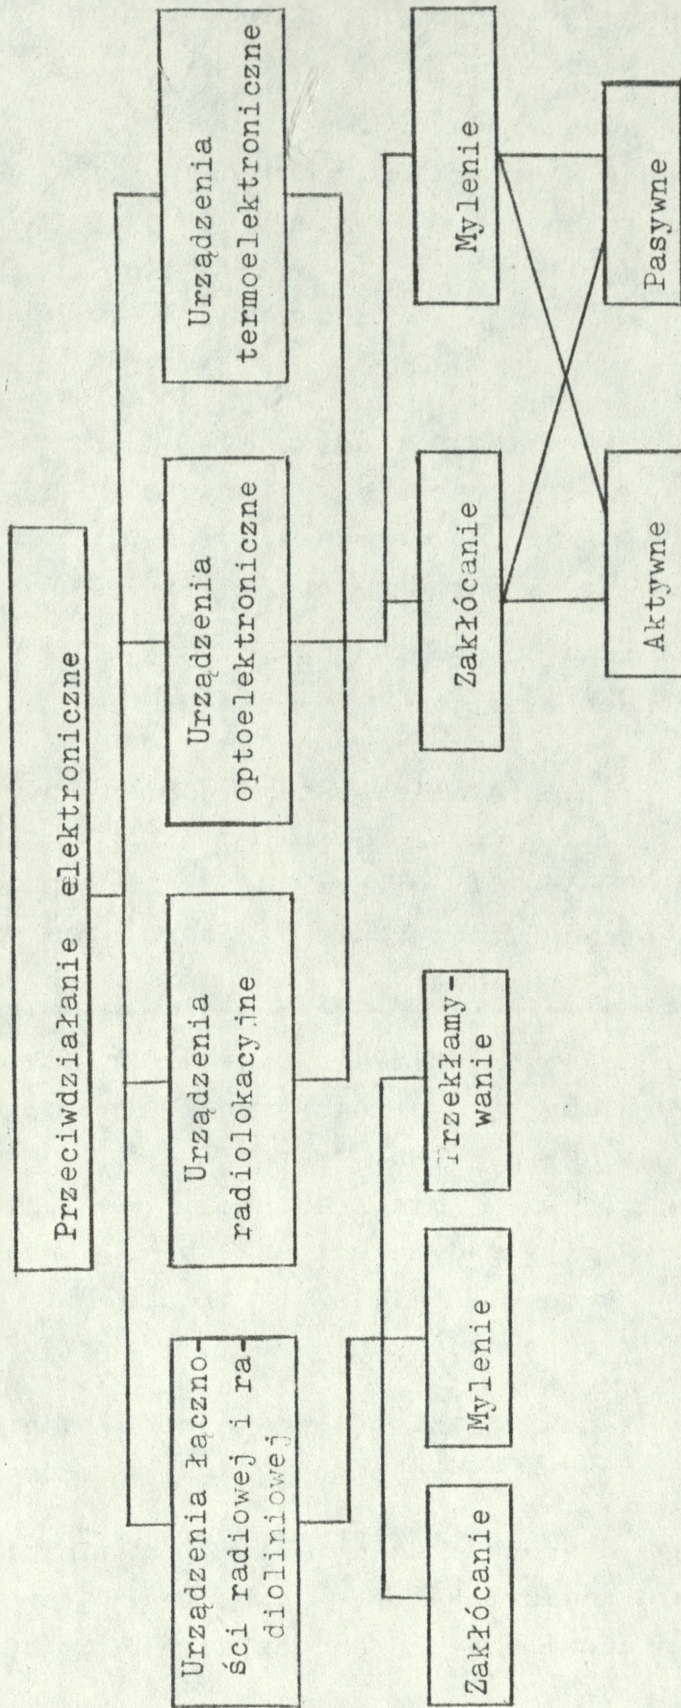 Przeciwdziałanie elektroniczne
Urządzenia łączno-
ści radiowej i ra-
dioliniowej
Urządzenia
radiolokacyjne
Urządzenia
optoelektroniczne
Urządzenia
termoelektroniczne
Zakłócanie
Mylenie
Przekłamy-
wanie
Zakłócanie
Mylenie
Aktywne
Pasywne